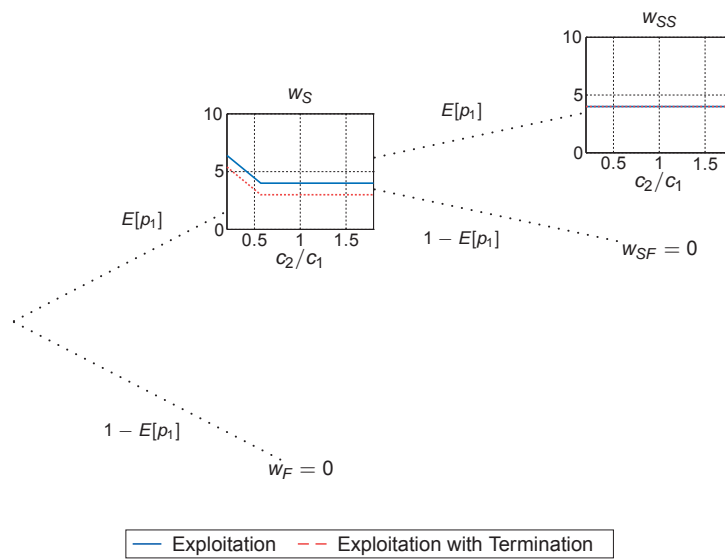 w_SS
10
5
0
0.5 1 1.5
c_2/c_1
w_S
10
5
0
0.5 1 1.5
c_2/c_1
E[p_1]
E[p_1]
1 − E[p_1]
w_SF = 0
1 − E[p_1]
w_F = 0
Exploitation Exploitation with Termination